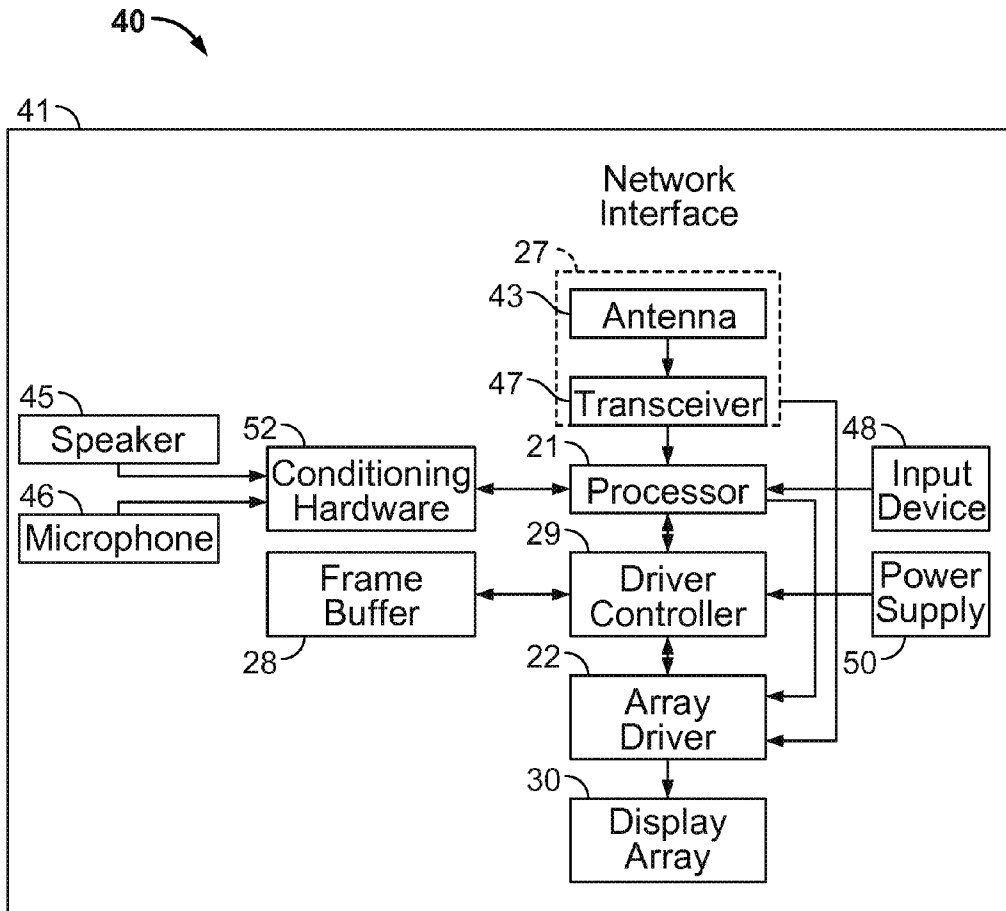 40
41
Network
Interface
27
43
Antenna
47
Transceiver
45
Speaker
52
Conditioning
Hardware
21
Processor
48
Input
Device
46
Microphone
29
Frame
Buffer
28
Driver
Controller
Power
Supply
50
22
Array
Driver
30
Display
Array